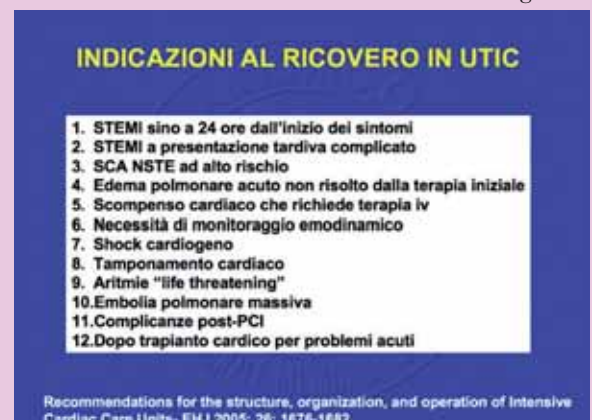 INDICAZIONI AL RICOVERO IN UTIC
1. STEMI sino a 24 ore dall'inizio dei sintomi
2. STEMI a presentazione tardiva complicato
3. SCA NSTE ad alto rischio
4. Edema polmonare acuto non risolto dalla terapia iniziale
5. Scompenso cardiaco che richiede terapia iv
6. Necessità di monitoraggio emodinamico
7. Shock cardiogeno
8. Tamponamento cardiaco
9. Aritmie “life threatening”
10.Embolia polmonare massiva
11.Complicanze post-PCI
12.Dopo trapianto cardico per problemi acuti
Recommendations for the structure, organization, and operation of Intensive
Cardiac Care Units- EHJ 2005; 26: 1676-1682